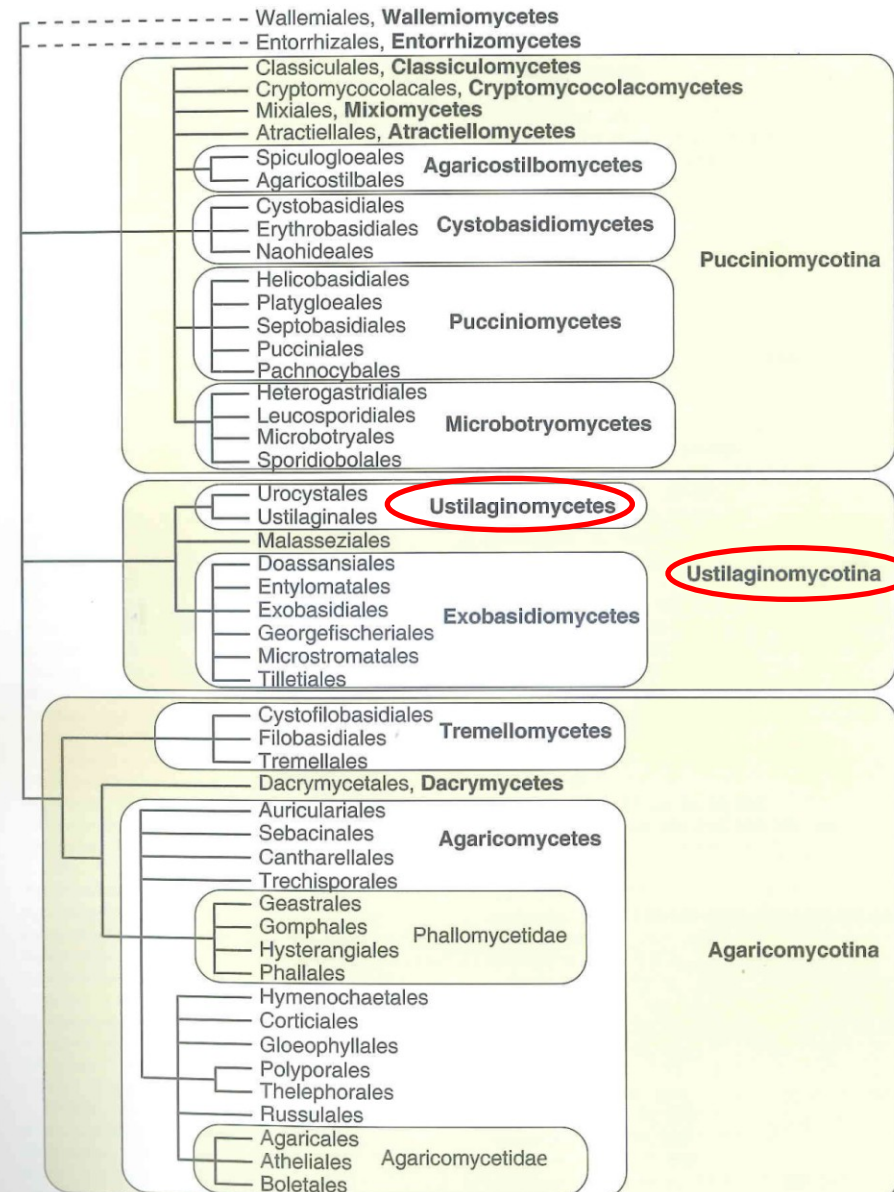 Wallemiales, Wallemiomycetes
Entorrhizales, Entorrhizomycetes
Classiculales, Classiculomycetes
Cryptomycocolacales, Cryptomycocolacomycetes
Mixiales, Mixiomycetes
Atractiellales, Atractiellomycetes
Spiculogloeales
Agaricostilbomycetes
Agaricostilbales
Cystobasidiales
Erythrobasidiales
Cystobasidiomycetes
Naohideales
Pucciniomycotina
Helicobasidiales
Platygloeales
Septobasidiales
Pucciniomycetes
Pucciniales
Pachnocybales
Heterogastridiales
Leucosporidiales
Microbotryomycetes
Microbotryales
Sporidiobolales
Urocystales
Ustilaginomycetes
Ustilaginales
Malasseziales
Doassansiales
Ustilaginomycotina
Entylomatales
Exobasidiales
Exobasidiomycetes
Georgefischeriales
Microstromatales
Tilletiales
Cystofilobasidiales
Tremellomycetes
Filobasidiales
Tremellales
Dacrymycetales, Dacrymycetes
Auriculariales
Sebacinales
Agaricomycetes
Cantharellales
Trechisporales
Geastrales
Gomphales
Phallomycetidae
Hysterangiales
Agaricomycotina
Phallales
Hymenochaetales
Corticiales
Gloeophyllales
Polyporales
Thelephorales
Russulales
Agaricales
Atheliales
Agaricomycetidae
Boletales